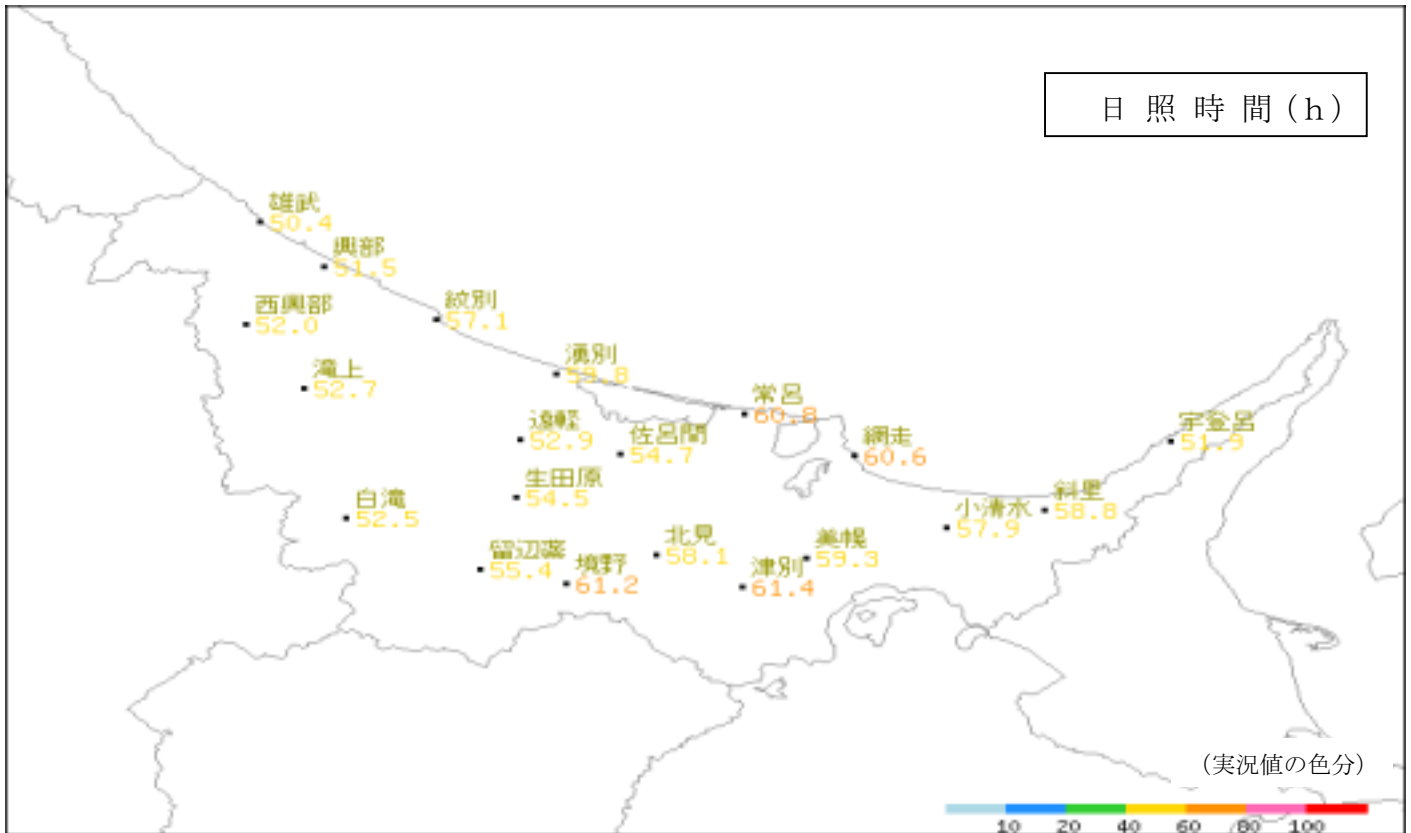 日照時間(h)
雄武
50.4
興部
51.5
西興部
52.0
紋別
57.1
滝上
52.7
湧別
59.8
常呂
60.8
遠軽
52.9
佐呂間
54.7
網走
60.6
宇登呂
51.9
生田原
54.5
白滝
52.5
小清水
57.9
斜里
58.8
留辺蘂
55.4
境野
61.2
北見
58.1
津別
61.4
美幌
59.3
(実況値の色分)
10 20 40 60 80 100